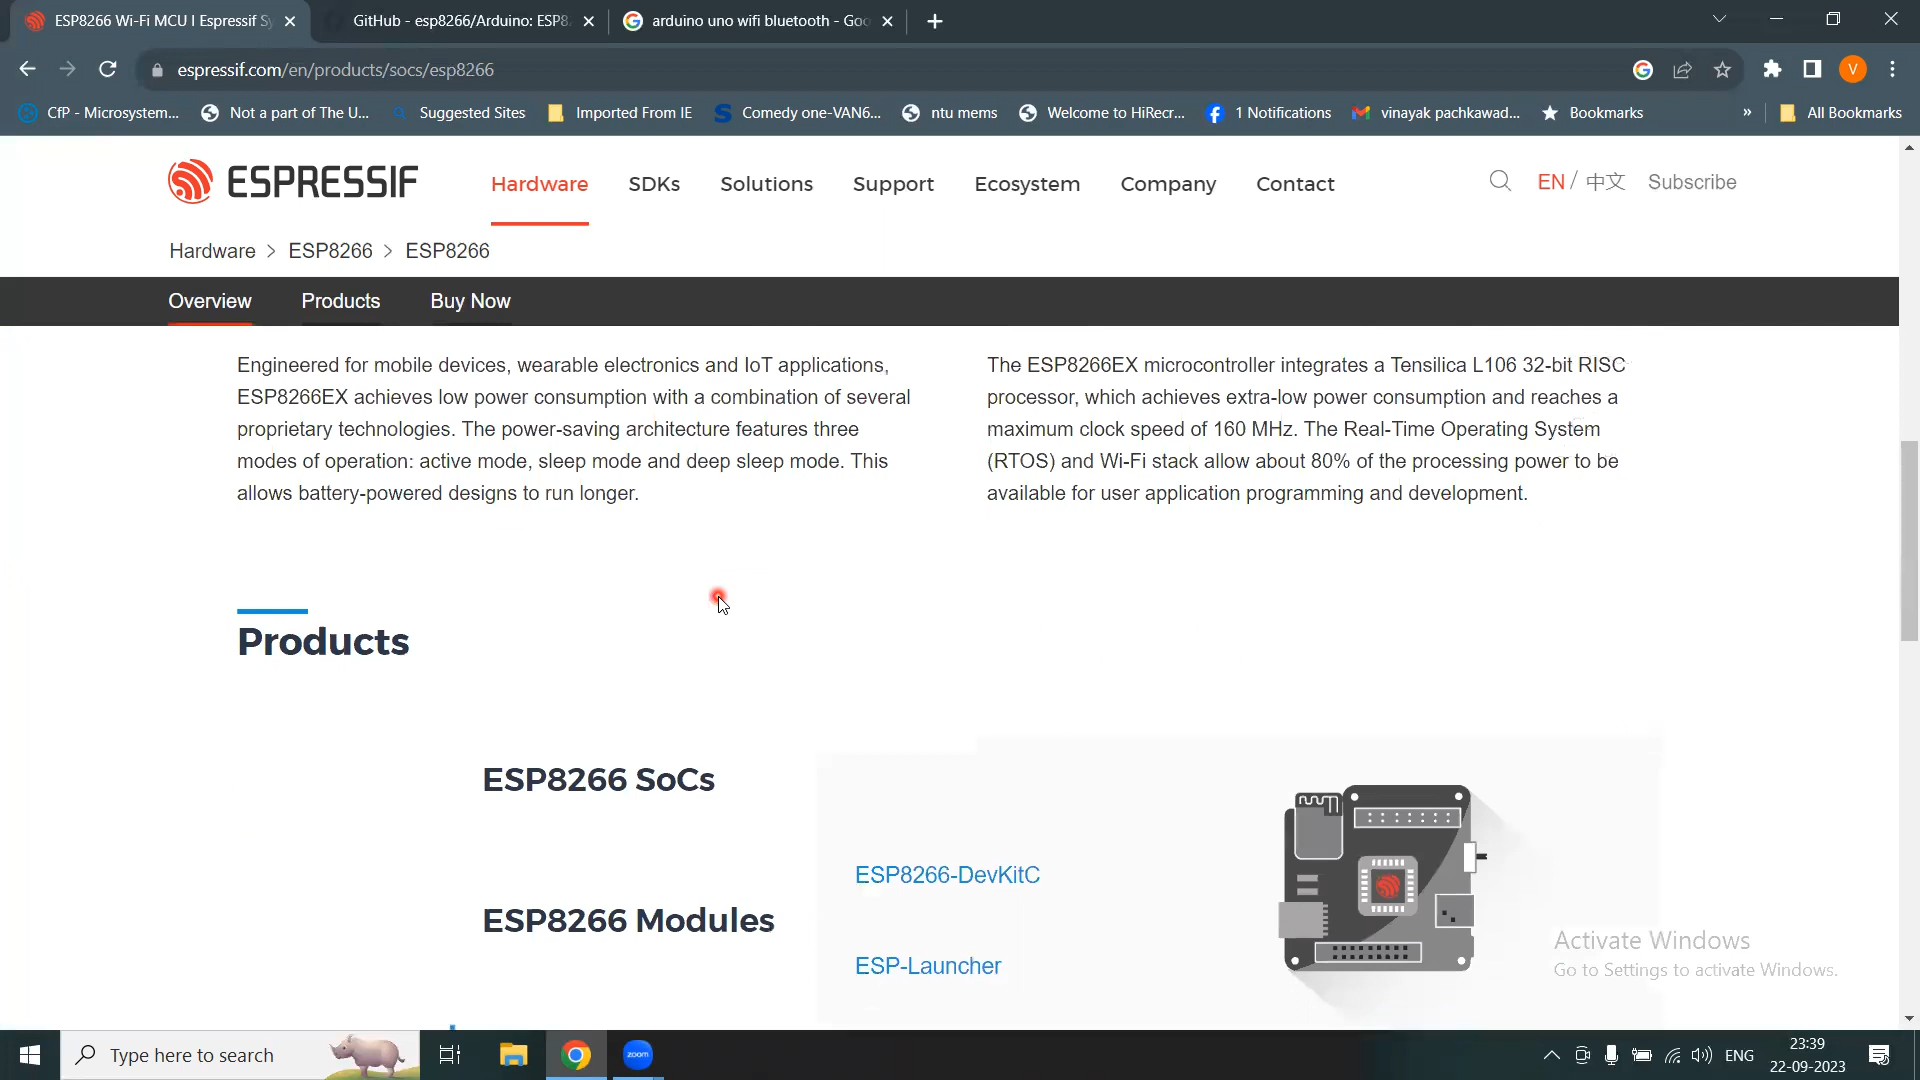 ESP8266 Wi-Fi MCU I Espressif Sy
GitHub - esp8266/Arduino: ESP8
arduino uno wifi bluetooth - Goo
espressif.com/en/products/socs/esp8266
V
CfP - Microsystem...
Not a part of The U...
Suggested Sites
Imported From IE
Comedy one-VAN6...
ntu mems
Welcome to HiRecr...
1 Notifications
vinayak pachkawad...
Bookmarks
»
All Bookmarks
ESPRESSIF
Hardware
SDKs
Solutions
Support
Ecosystem
Company
Contact
EN / 中文
Subscribe
Hardware > ESP8266 > ESP8266
Overview
Products
Buy Now
Engineered for mobile devices, wearable electronics and IoT applications,
ESP8266EX achieves low power consumption with a combination of several
proprietary technologies. The power-saving architecture features three
modes of operation: active mode, sleep mode and deep sleep mode. This
allows battery-powered designs to run longer.
The ESP8266EX microcontroller integrates a Tensilica L106 32-bit RISC
processor, which achieves extra-low power consumption and reaches a
maximum clock speed of 160 MHz. The Real-Time Operating System
(RTOS) and Wi-Fi stack allow about 80% of the processing power to be
available for user application programming and development.
Products
ESP8266 SoCs
ESP8266 Modules
ESP8266-DevKitC
ESP-Launcher
Activate Windows
Go to Settings to activate Windows.
Type here to search
zoom
ENG
23:39
22-09-2023